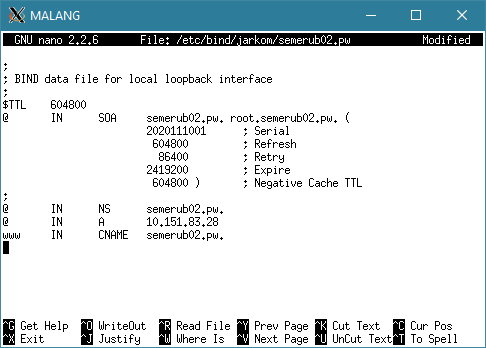 MALANG
GNU nano 2.2.6 File: /etc/bind/jarkom/semerub02.pw Modified
;
; BIND data file for local loopback interface
;
$TTL 604800
@ IN SOA semerub02.pw. root.semerub02.pw. (
2020111001 ; Serial
604800 ; Refresh
86400 ; Retry
2419200 ; Expire
604800 ) ; Negative Cache TTL
;
@ IN NS semerub02.pw.
@ IN A 10.151.83.28
www IN CNAME semerub02.pw.
^G Get Help ^O WriteOut ^R Read File ^Y Prev Page ^K Cut Text ^C Cur Pos
^X Exit ^J Justify ^W Where Is ^V Next Page ^U UnCut Text ^T To Spell